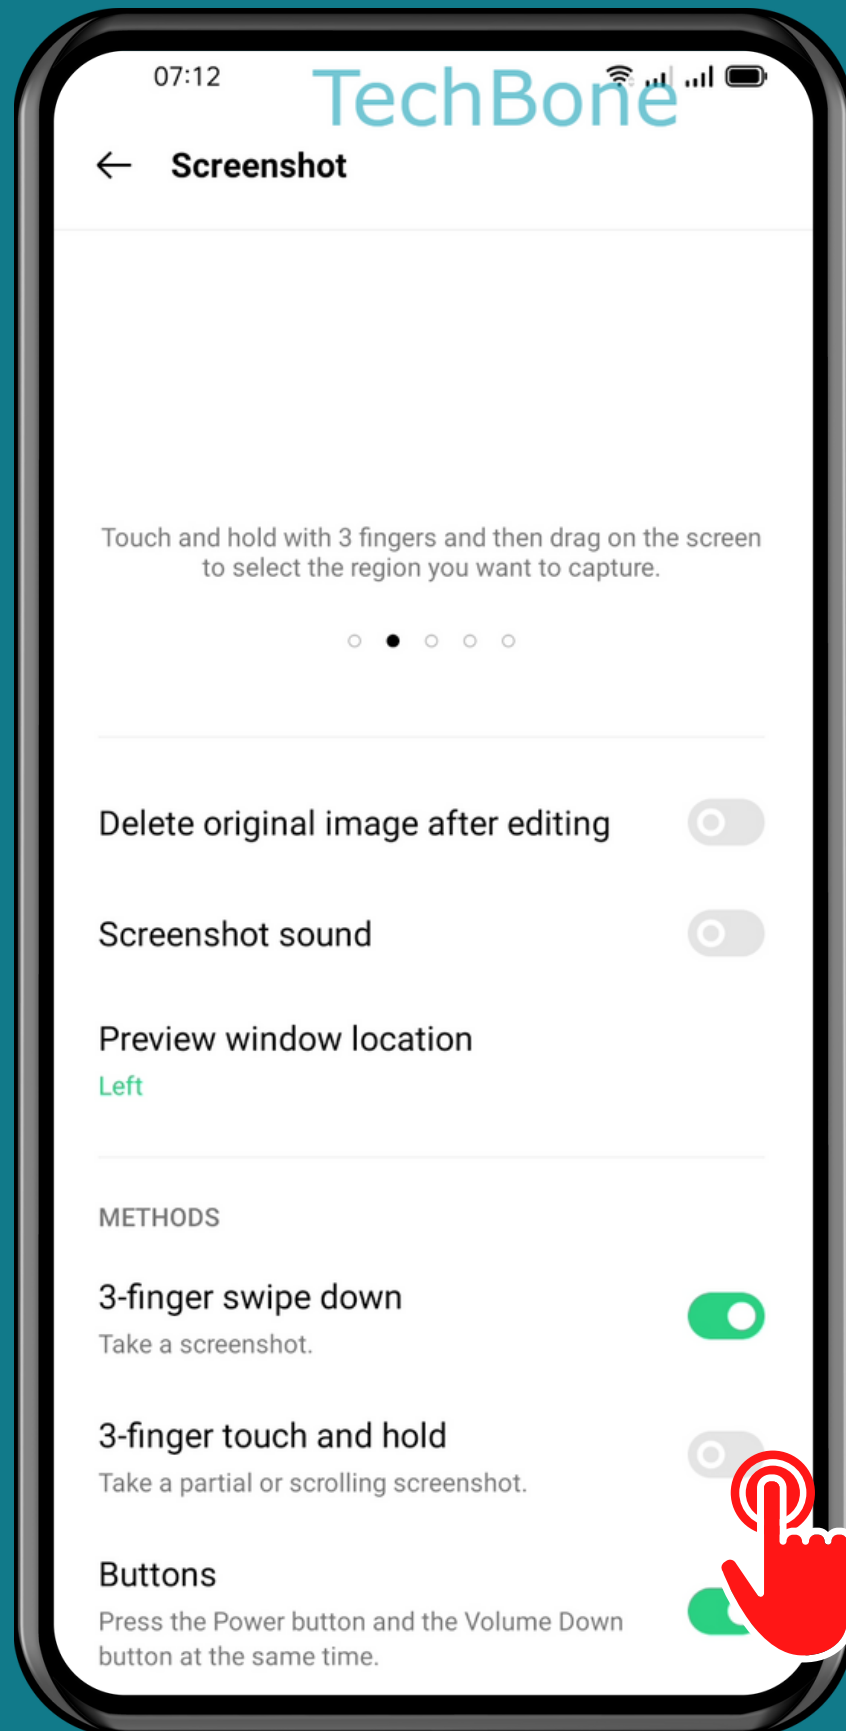 07:12
TechBone
Screenshot
Touch and hold with 3 fingers and then drag on the screen
to select the region you want to capture.
Delete original image after editing
Screenshot sound
Preview window location
Left
METHODS
3-finger swipe down
Take a screenshot.
3-finger touch and hold
Take a partial or scrolling screenshot.
Buttons
Press the Power button and the Volume Down
button at the same time.